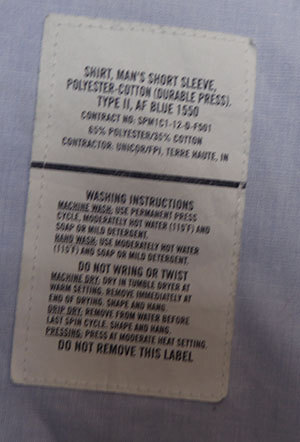 SHIRT, MAN'S SHORT SLEEVE,
POLYESTER-COTTON (DURABLE PRESS).
TYPE II, AF BLUE 1550
CONTRACT NO: SPM1C1-12-D-F501
65% POLYESTER/35% COTTON
CONTRACTOR: UNICOR/FPI, TERRE HAUTE, IN
WASHING INSTRUCTIONS
MACHINE WASH: USE PERMANENT PRESS
CYCLE, MODERATELY HOT WATER (110°F) AND
SOAP OR MILD DETERGENT.
HAND WASH: USE MODERATELY HOT WATER
(110°F) AND SOAP OR MILD DETERGENT.
DO NOT WRING OR TWIST
MACHINE DRY: DRY IN TUMBLE DRYER AT
WARM SETTING. REMOVE IMMEDIATELY AT
END OF DRYING. SHAPE AND HANG.
DRIP DRY: REMOVE FROM WATER BEFORE
LAST SPIN CYCLE. SHAPE AND HANG.
PRESSING: PRESS AT MODERATE HEAT SETTING.
DO NOT REMOVE THIS LABEL